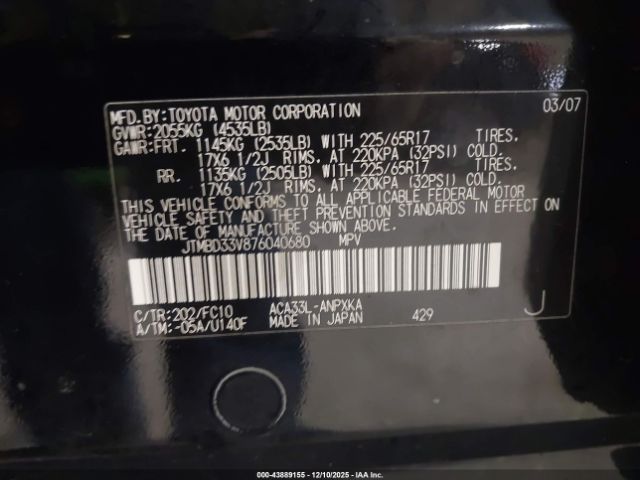 MFD.BY:TOYOTA MOTOR CORPORATION 03/07
GVWR:2055KG (4535LB)
GAWR:FRT. 1145KG (2535LB) WITH 225/65R17 TIRES.
17X6 1/2J RIMS. AT 220KPA (32PSI) COLD.
RR. 1135KG (2505LB) WITH 225/65R17 TIRES.
17X6 1/2J RIMS. AT 220KPA (32PSI) COLD.
THIS VEHICLE CONFORMS TO ALL APPLICABLE FEDERAL MOTOR
VEHICLE SAFETY AND THEFT PREVENTION STANDARDS IN EFFECT ON
THE DATE OF MANUFACTURE SHOWN ABOVE.
JTMBD33V876040680 MPV
C/TR:202/FC10 ACA33L-ANPXKA J
A/TM:-05A/U140F MADE IN JAPAN 429
000-43889155 - 12/10/2025 - IAA Inc.